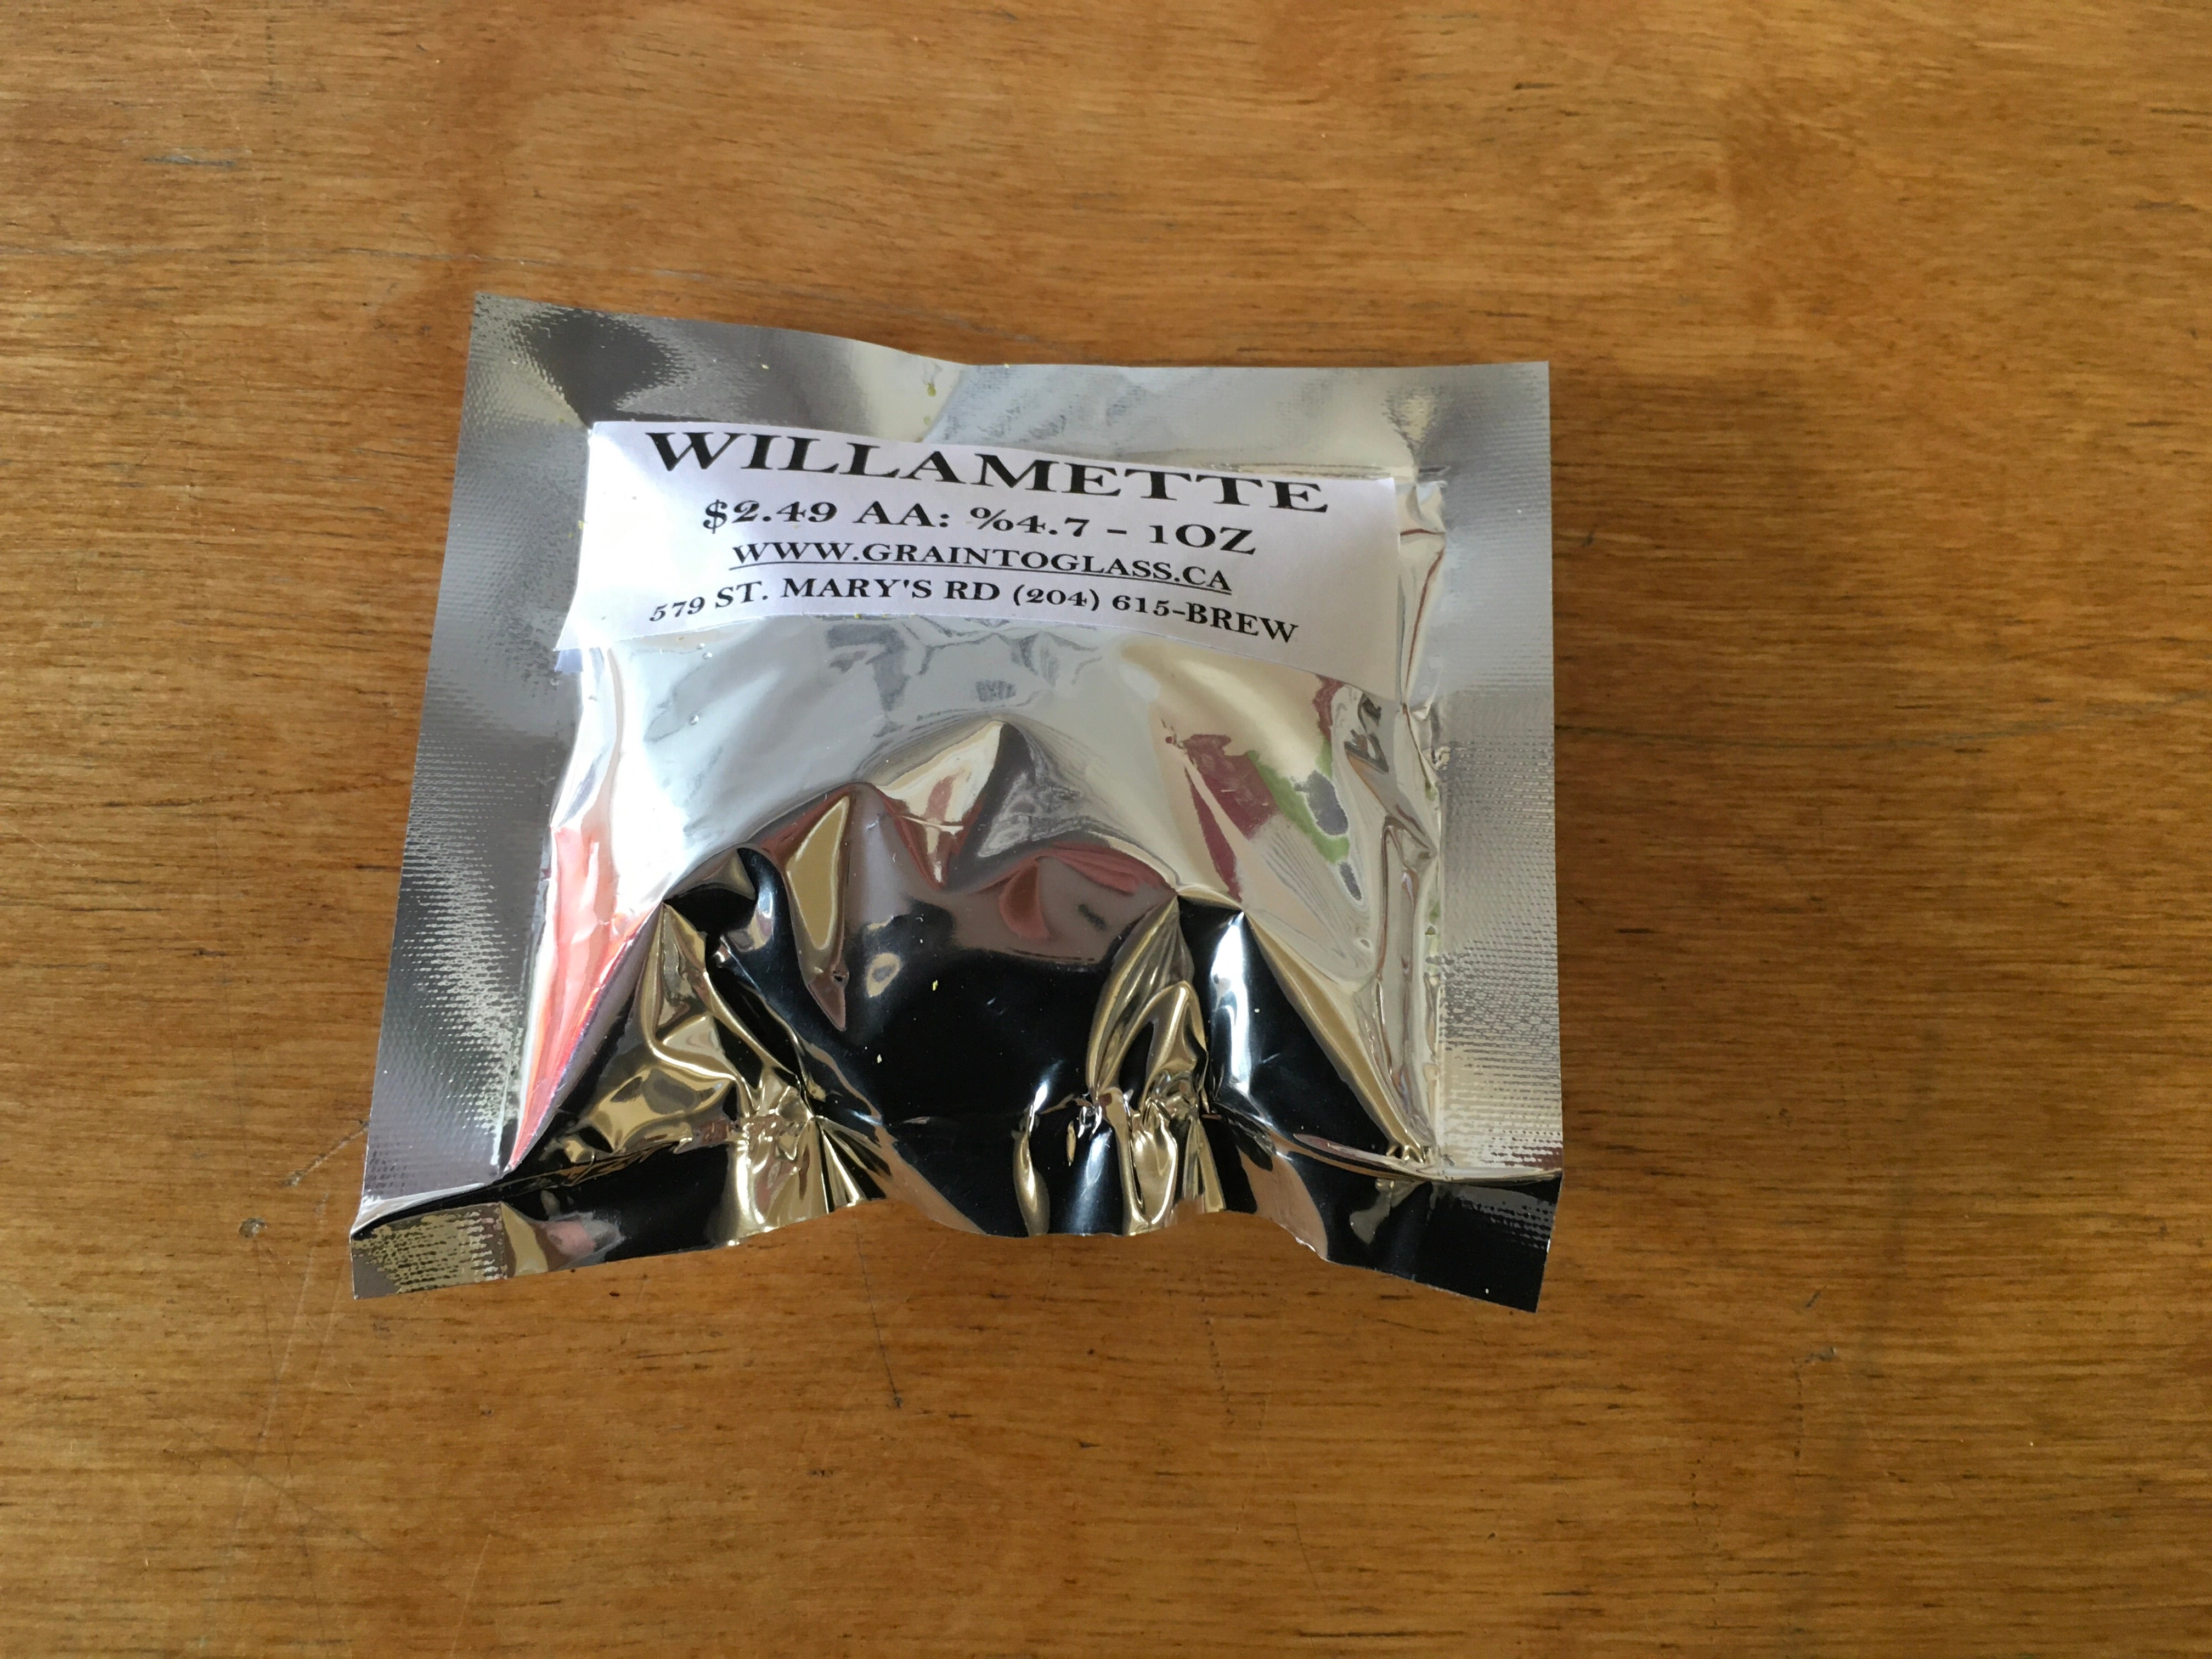 WILLAMETTE
$2.49 AA: %4.7 - 1OZ
WWW.GRAINTOGLASS.CA
579 ST. MARY'S RD (204) 615-BREW